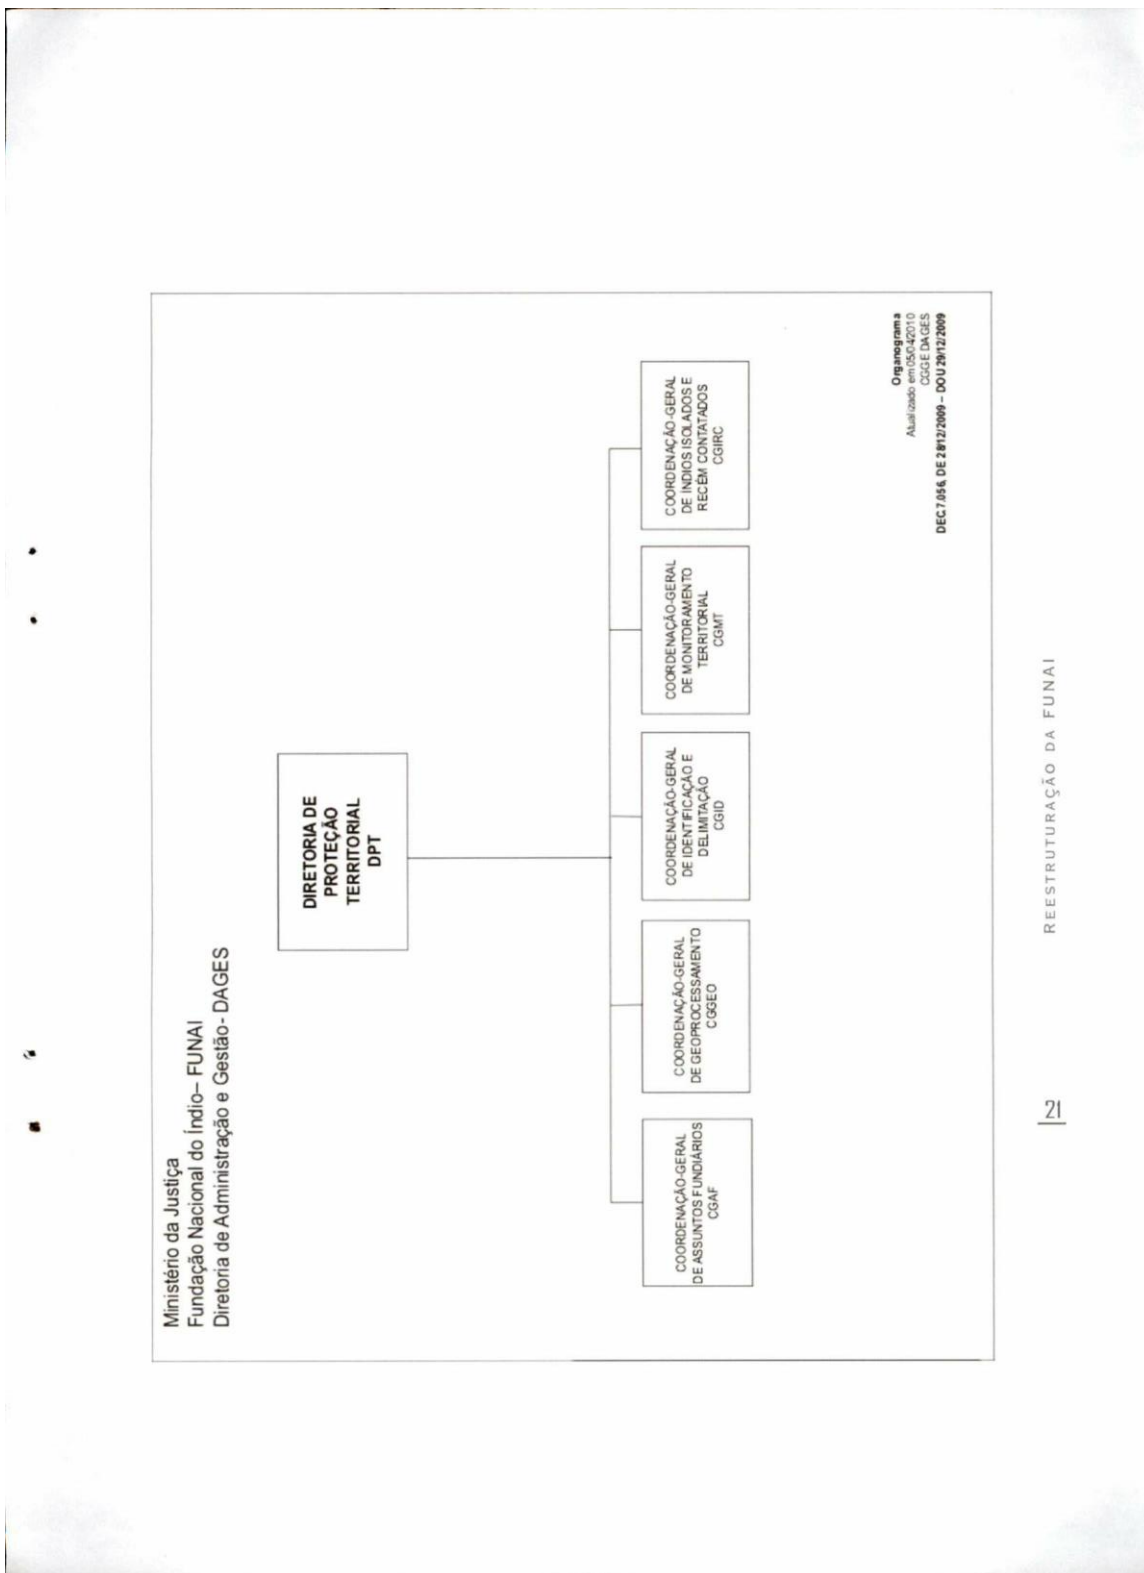 Ministério da Justiça
Fundação Nacional do Índio– FUNAI
Diretoria de Administração e Gestão- DAGES
DIRETORIA DE
PROTEÇÃO
TERRITORIAL
DPT
COORDENAÇÃO-GERAL
DE ASSUNTOS FUNDIÁRIOS
CGAF
COORDENAÇÃO-GERAL
DE GEOPROCESSAMENTO
CGGEO
COORDENAÇÃO-GERAL
DE IDENTIFICAÇÃO E
DELIMITAÇÃO
CGID
COORDENAÇÃO-GERAL
DE MONITORAMENTO
TERRITORIAL
CGMT
COORDENAÇÃO-GERAL
DE ÍNDIOS ISOLADOS E
RECÉM CONTATADOS
CGIRC
Organograma
Atualizado em 05/04/2010
CGGE DAGES
DEC.7.056, DE 28/12/2009 – DOU 29/12/2009
21
REESTRUTURAÇÃO DA FUNAI